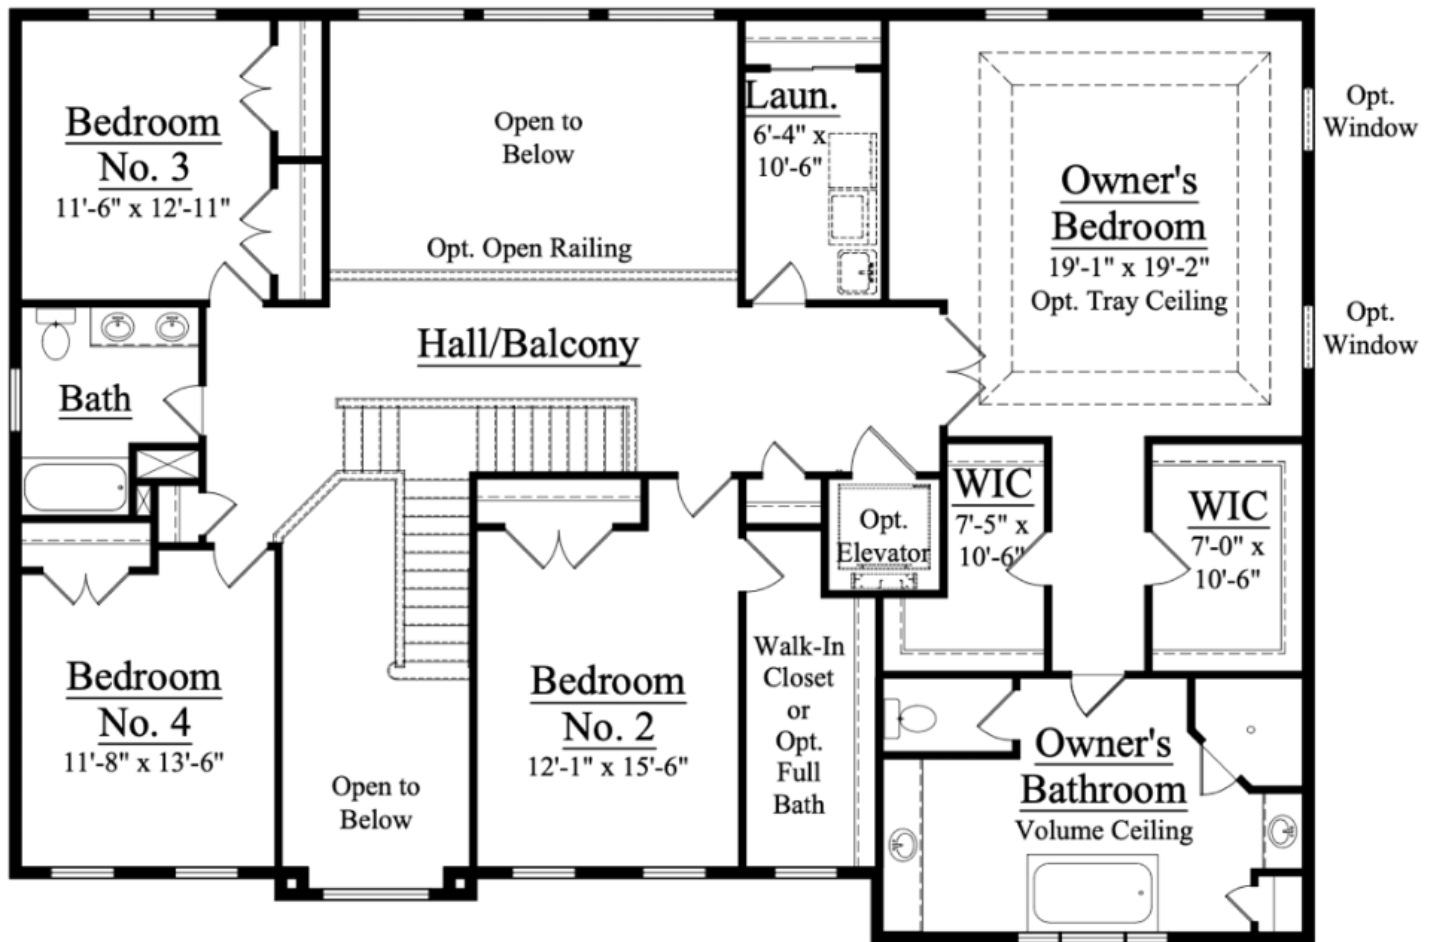 Bedroom
No. 3
11'-6" x 12'-11"
Open to
Below
Opt. Open Railing
Laun.
6'-4" x
10'-6"
Owner's
Bedroom
19'-1" x 19'-2"
Opt. Tray Ceiling
Opt.
Window
Opt.
Window
Hall/Balcony
Bath
WIC
7'-5" x
10'-6"
WIC
7'-0" x
10'-6"
Opt.
Elevator
Bedroom
No. 4
11'-8" x 13'-6"
Open to
Below
Bedroom
No. 2
12'-1" x 15'-6"
Walk-In
Closet
or
Opt.
Full
Bath
Owner's
Bathroom
Volume Ceiling